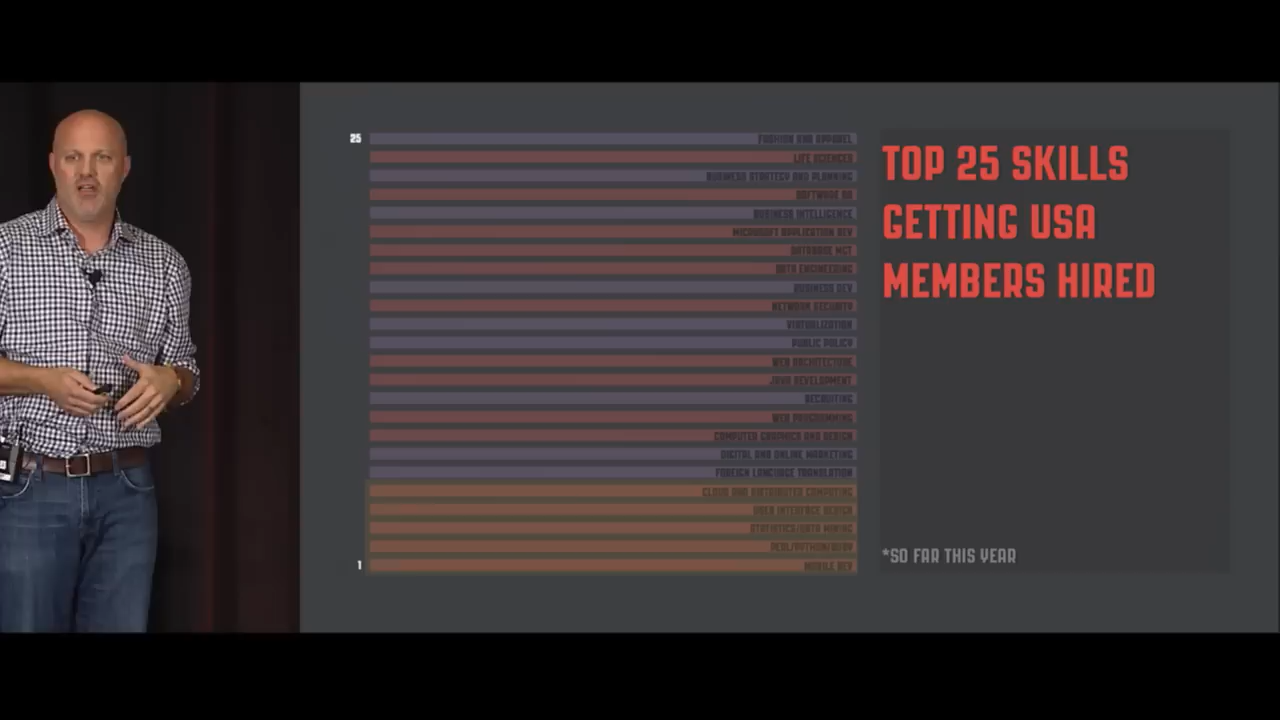 25
FASHION AND APPAREL
LIFE SCIENCES
BUSINESS STRATEGY AND PLANNING
SOFTWARE QA
BUSINESS INTELLIGENCE
MICROSOFT APPLICATION DEV
DATABASE MGT
DATA ENGINEERING
BUSINESS DEV
NETWORK SECURITY
VIRTUALIZATION
PUBLIC POLICY
WEB ARCHITECTURE
JAVA DEVELOPMENT
RECRUITING
WEB PROGRAMMING
COMPUTER GRAPHICS AND DESIGN
DIGITAL AND ONLINE MARKETING
FOREIGN LANGUAGE TRANSLATION
CLOUD AND DISTRIBUTED COMPUTING
USER INTERFACE DESIGN
STATISTICS/DATA MINING
PERL/PYTHON/RUBY
1
MOBILE DEV
TOP 25 SKILLS
GETTING USA
MEMBERS HIRED
*SO FAR THIS YEAR